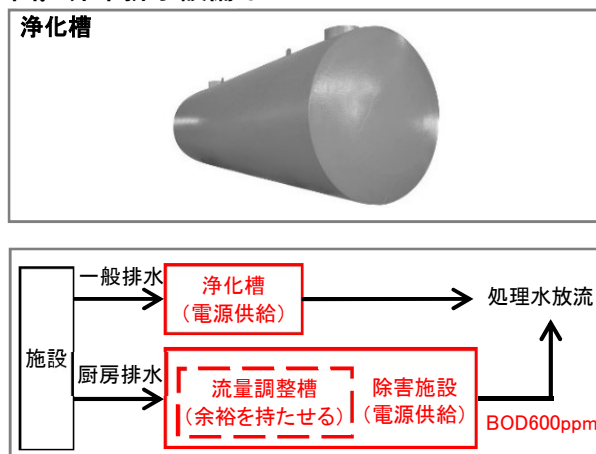 浄化槽
一般排水
浄化槽
(電源供給)
処理水放流
施設
厨房排水
流量調整槽
(余裕を持たせる)
除害施設
(電源供給)
BOD600ppm